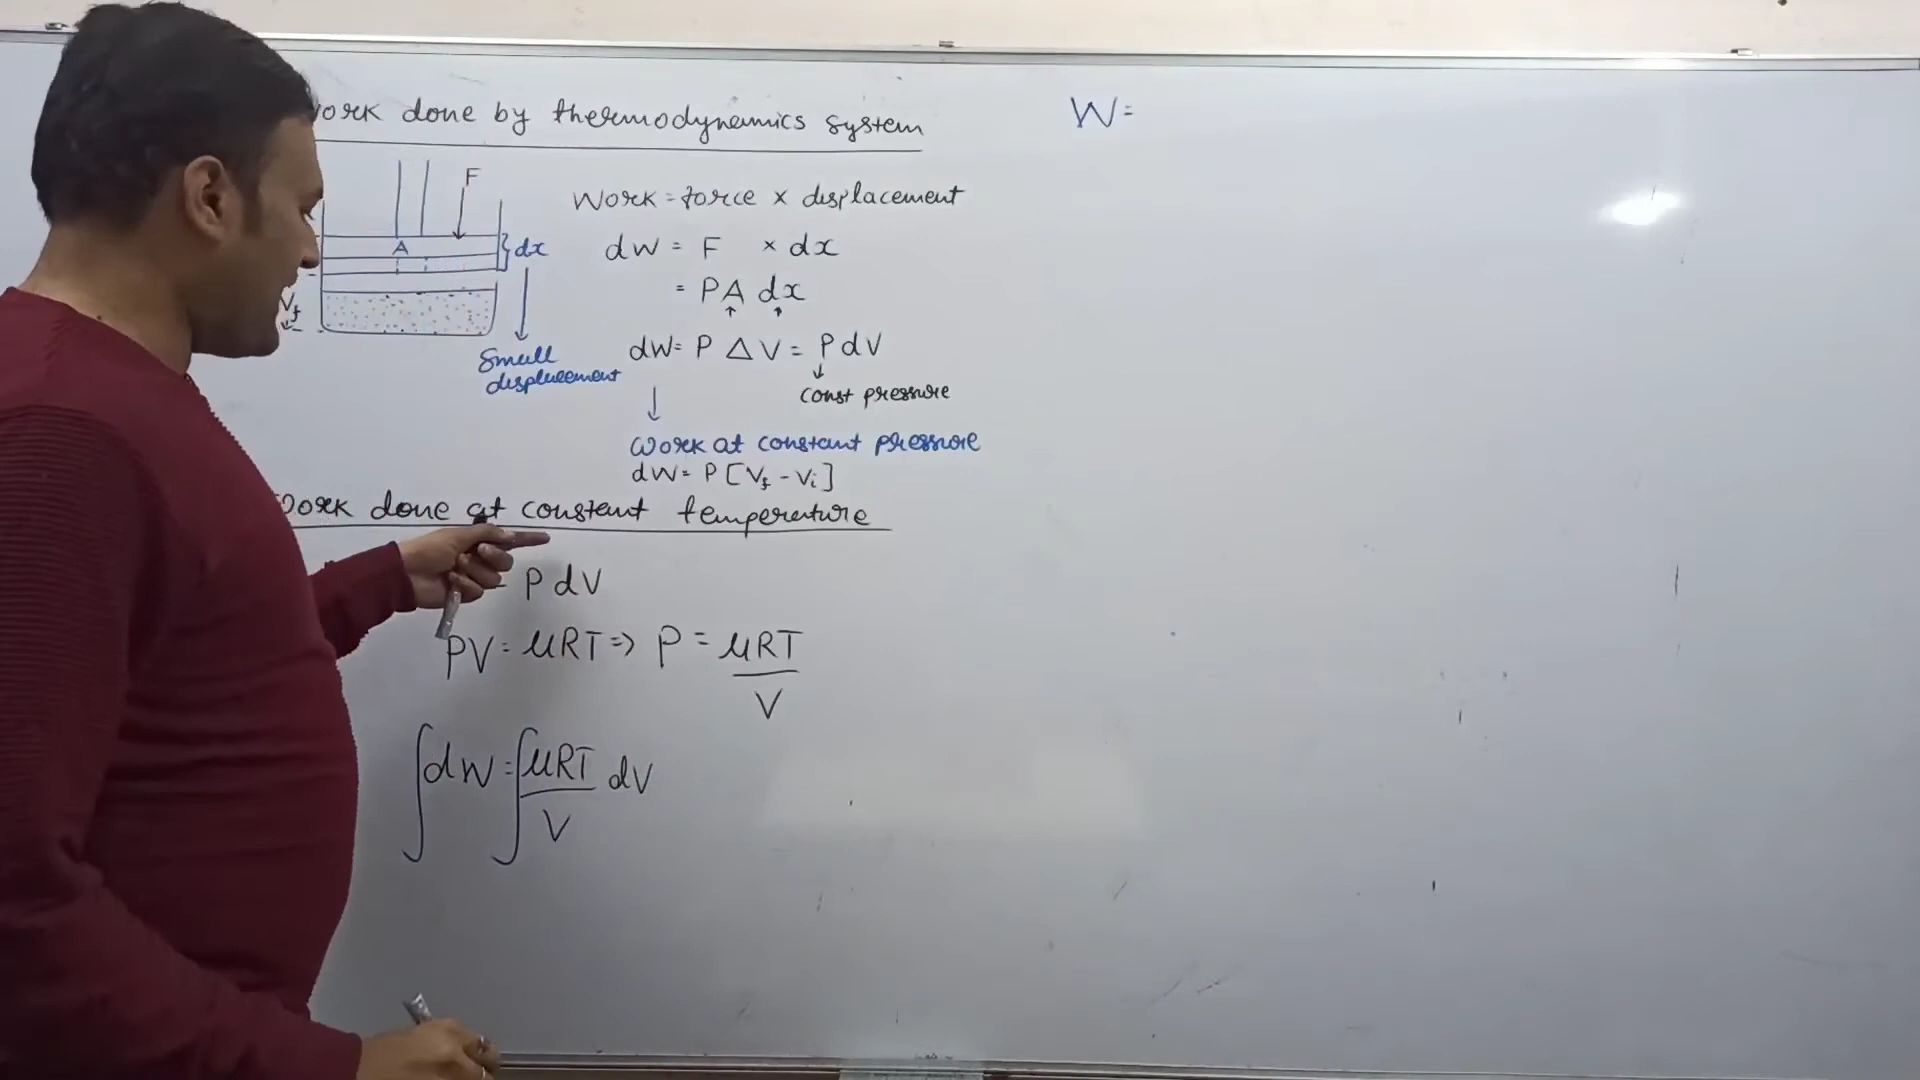 ork done by thermodynamics system
F
A
dx
Vf
Small
displacement
Work = force × displacement
dW = F × dx
= PA dx
dW = P △V = PdV
const pressure
Work at constant pressure
dW = P [Vf - Vi]
ork done at constant temperature
= PdV
PV = μRT => P = μRT/V
∫dW = ∫μRT/V dV
W =